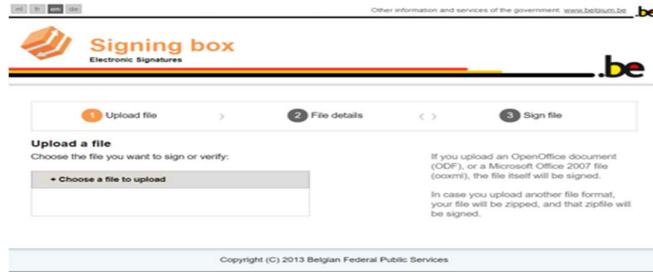 nl fr en de
Other information and services of the government: www.belgium.be .be
Signing box
Electronic Signatures
.be
1 Upload file > 2 File details < > 3 Sign file
Upload a file
Choose the file you want to sign or verify:
+ Choose a file to upload
If you upload an OpenOffice document
(ODF), or a Microsoft Office 2007 file
(ooxml), the file itself will be signed.
In case you upload another file format,
your file will be zipped, and that zipfile will
be signed.
Copyright (C) 2013 Belgian Federal Public Services